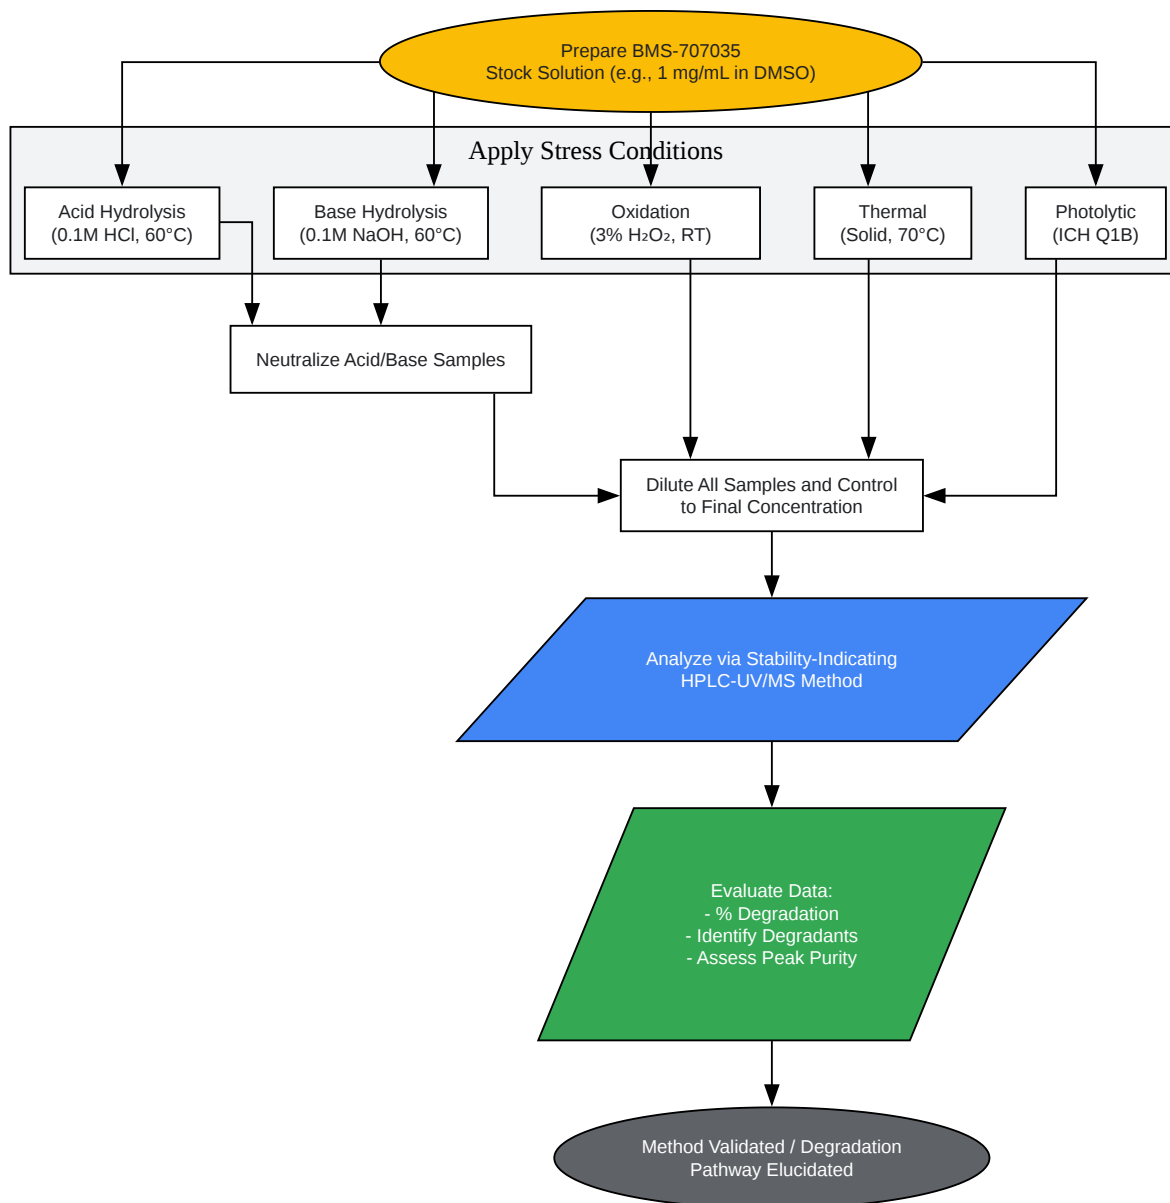 Prepare BMS-707035
Stock Solution (e.g., 1 mg/mL in DMSO)
Apply Stress Conditions
Acid Hydrolysis
(0.1M HCl, 60°C)
Base Hydrolysis
(0.1M NaOH, 60°C)
Oxidation
(3% H₂O₂, RT)
Thermal
(Solid, 70°C)
Photolytic
(ICH Q1B)
Neutralize Acid/Base Samples
Dilute All Samples and Control
to Final Concentration
Analyze via Stability-Indicating
HPLC-UV/MS Method
Evaluate Data:
- % Degradation
- Identify Degradants
- Assess Peak Purity
Method Validated / Degradation
Pathway Elucidated